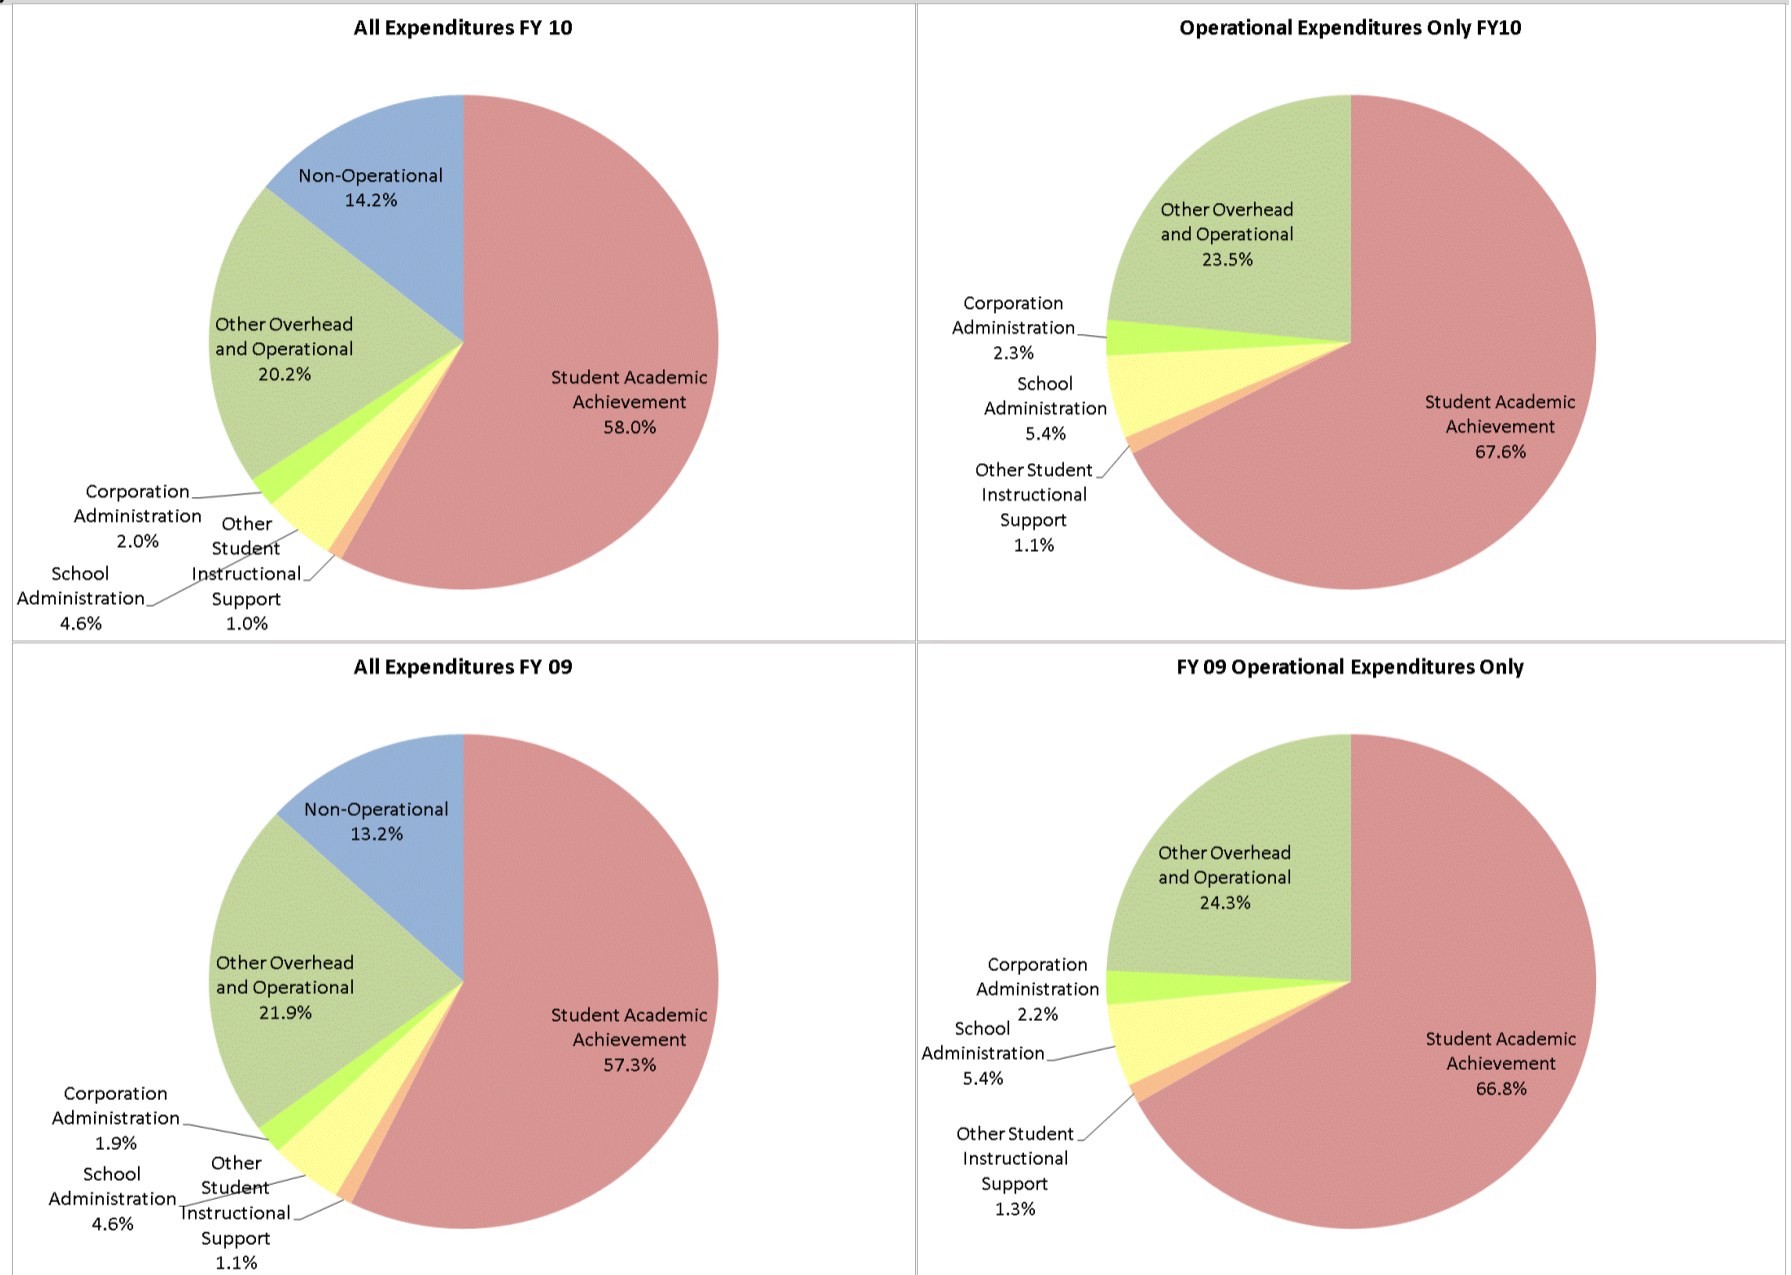 All Expenditures FY 10
Non-Operational
14.2%
Other Overhead
and Operational
20.2%
Student Academic
Achievement
58.0%
Corporation
Administration
2.0%
Other
Student
Instructional
Support
1.0%
School
Administration
4.6%
Operational Expenditures Only FY10
Other Overhead
and Operational
23.5%
Corporation
Administration
2.3%
School
Administration
5.4%
Student Academic
Achievement
67.6%
Other Student
Instructional
Support
1.1%
All Expenditures FY 09
Non-Operational
13.2%
Other Overhead
and Operational
21.9%
Student Academic
Achievement
57.3%
Corporation
Administration
1.9%
School
Administration
4.6%
Other
Student
Instructional
Support
1.1%
FY 09 Operational Expenditures Only
Other Overhead
and Operational
24.3%
Corporation
Administration
2.2%
School
Administration
5.4%
Student Academic
Achievement
66.8%
Other Student
Instructional
Support
1.3%